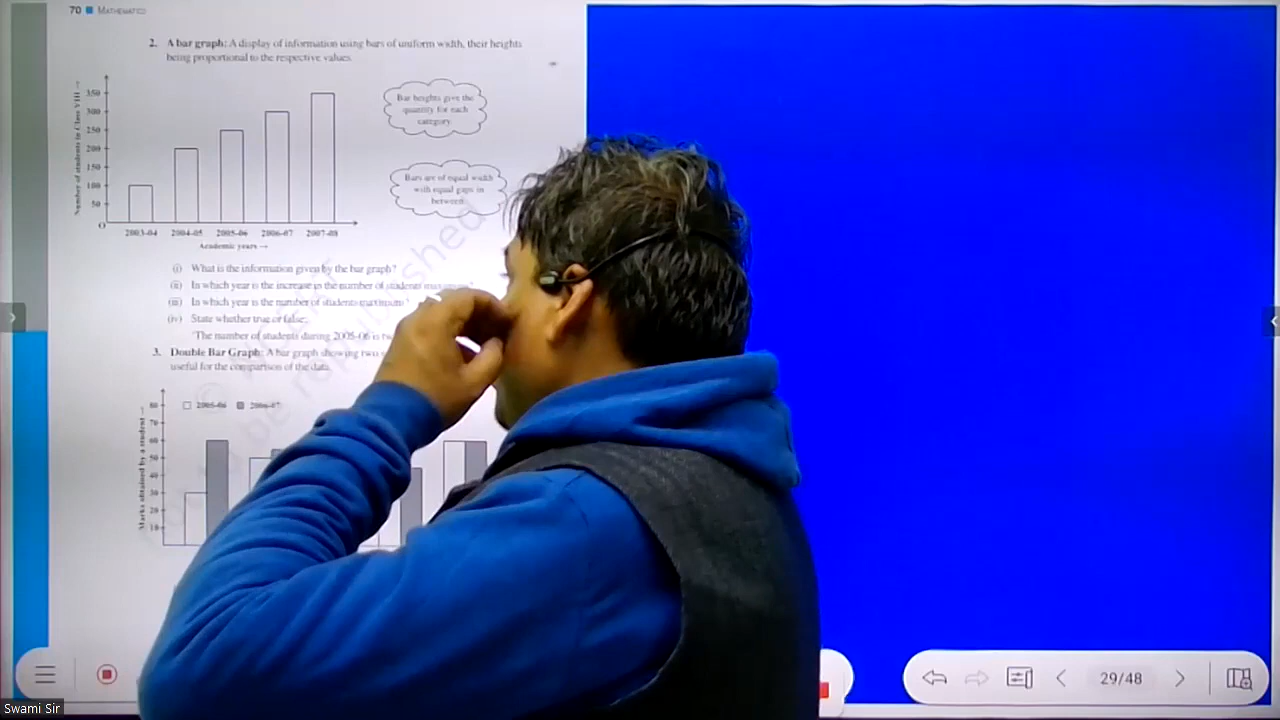 70 MATHEMATICS
2. A bar graph: A display of information using bars of uniform width, their heights
being proportional to the respective values.
Number of students in Class VIII →
350
300
250
200
150
100
50
O
2003-04 2004-05 2005-06 2006-07 2007-08
Academic years →
Bar heights give the
quantity for each
category.
Bars are of equal width
with equal gaps in
between.
(i) What is the information given by the bar graph?
(ii) In which year is the increase in the number of students maximum?
(iii) In which year is the number of students maximum?
(iv) State whether true or false:
'The number of students during 2005-06 is
3. Double Bar Graph: A bar graph showing two
useful for the comparison of the data.
2005-06 2006-07
Marks obtained by a student →
80
70
60
50
40
30
20
10
29/48
Swami Sir